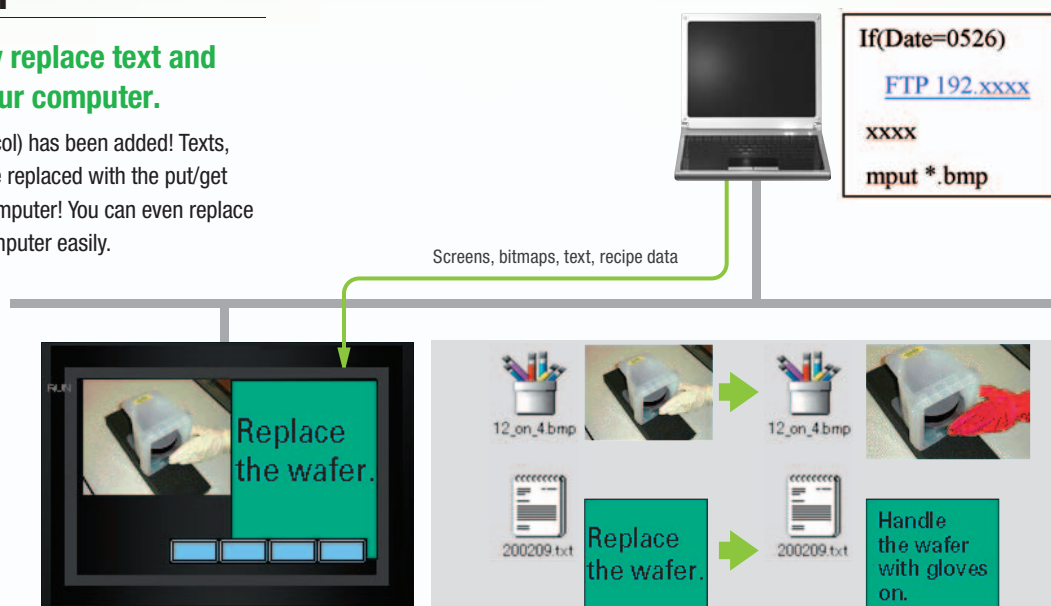 replace text and
ur computer.
col) has been added! Texts,
replaced with the put/get
mputer! You can even replace
mputer easily.
If(Date=0526)
FTP 192.xxxx
xxxx
mput *.bmp
Screens, bitmaps, text, recipe data
RUN
Replace
the wafer.
12_on_4.bmp
12_on_4.bmp
200209.txt
Replace
the wafer.
200209.txt
Handle
the wafer
with gloves
on.